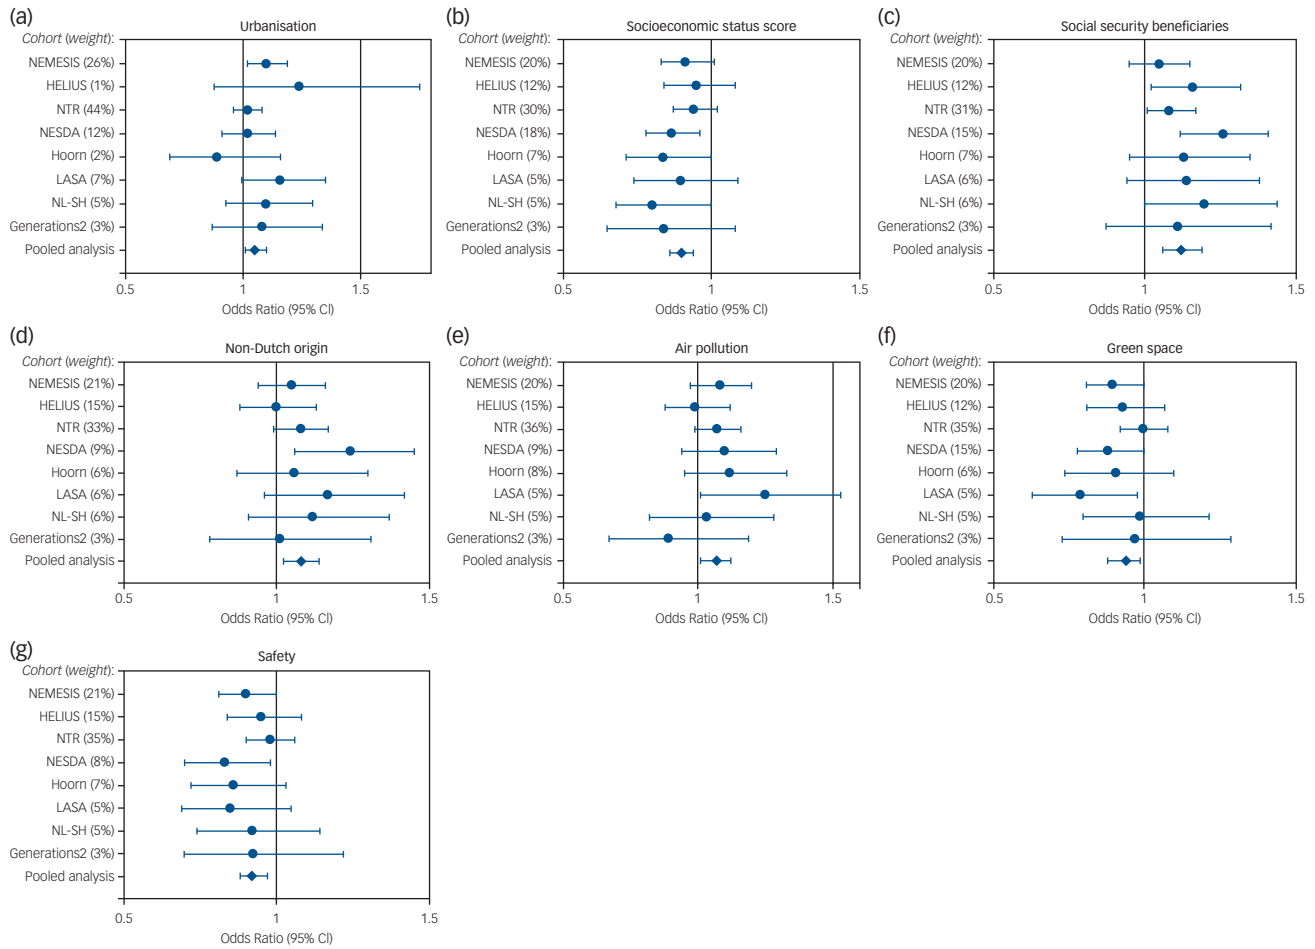 (a)
Urbanisation
Cohort (weight):
NEMESIS (26%)
HELIUS (1%)
NTR (44%)
NESDA (12%)
Hoorn (2%)
LASA (7%)
NL-SH (5%)
Generations2 (3%)
Pooled analysis
0.5 1 1.5
Odds Ratio (95% CI)
(b)
Socioeconomic status score
Cohort (weight):
NEMESIS (20%)
HELIUS (12%)
NTR (30%)
NESDA (18%)
Hoorn (7%)
LASA (5%)
NL-SH (5%)
Generations2 (3%)
Pooled analysis
0.5 1 1.5
Odds Ratio (95% CI)
(c)
Social security beneficiaries
Cohort (weight):
NEMESIS (20%)
HELIUS (12%)
NTR (31%)
NESDA (15%)
Hoorn (7%)
LASA (6%)
NL-SH (6%)
Generations2 (3%)
Pooled analysis
0.5 1 1.5
Odds Ratio (95% CI)
(d)
Non-Dutch origin
Cohort (weight):
NEMESIS (21%)
HELIUS (15%)
NTR (33%)
NESDA (9%)
Hoorn (6%)
LASA (6%)
NL-SH (6%)
Generations2 (3%)
Pooled analysis
0.5 1 1.5
Odds Ratio (95% CI)
(e)
Air pollution
Cohort (weight):
NEMESIS (20%)
HELIUS (15%)
NTR (36%)
NESDA (9%)
Hoorn (8%)
LASA (5%)
NL-SH (5%)
Generations2 (3%)
Pooled analysis
0.5 1 1.5
Odds Ratio (95% CI)
(f)
Green space
Cohort (weight):
NEMESIS (20%)
HELIUS (12%)
NTR (35%)
NESDA (15%)
Hoorn (6%)
LASA (5%)
NL-SH (5%)
Generations2 (3%)
Pooled analysis
0.5 1 1.5
Odds Ratio (95% CI)
(g)
Safety
Cohort (weight):
NEMESIS (21%)
HELIUS (15%)
NTR (35%)
NESDA (8%)
Hoorn (7%)
LASA (5%)
NL-SH (5%)
Generations2 (3%)
Pooled analysis
0.5 1 1.5
Odds Ratio (95% CI)